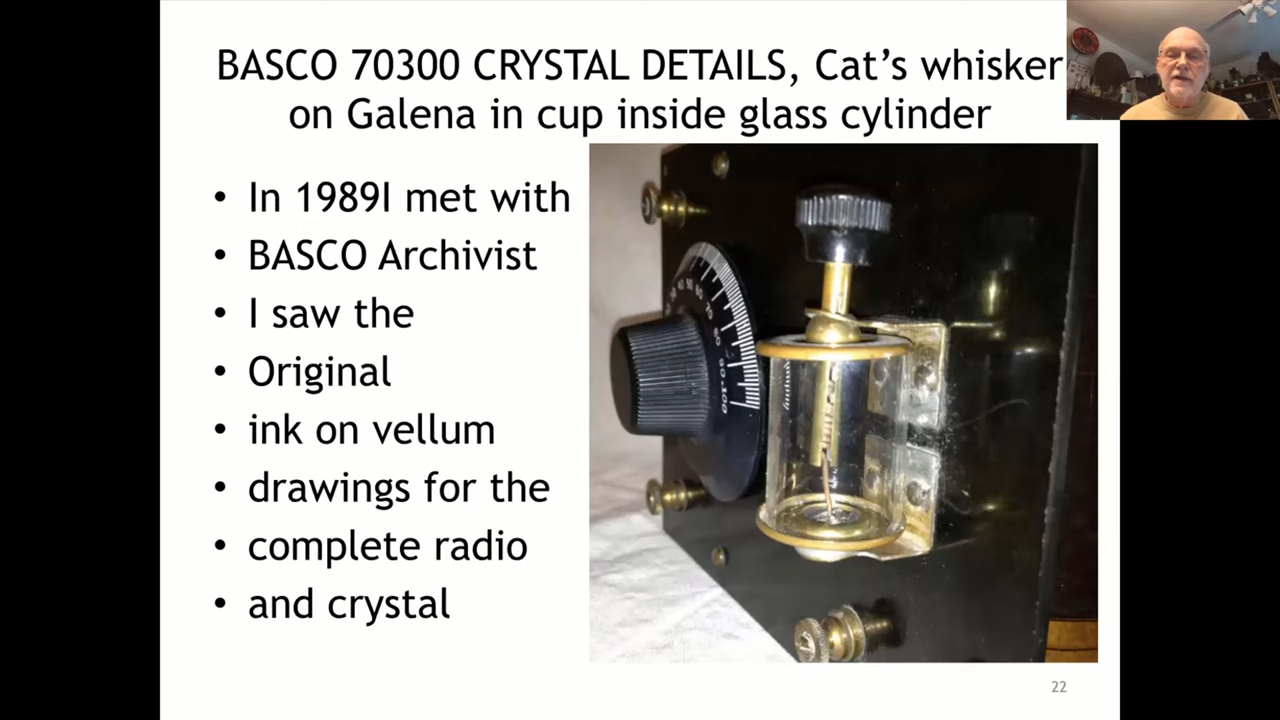 BASCO 70300 CRYSTAL DETAILS, Cat’s whisker
on Galena in cup inside glass cylinder
• In 1989I met with
• BASCO Archivist
• I saw the
• Original
• ink on vellum
• drawings for the
• complete radio
• and crystal
22